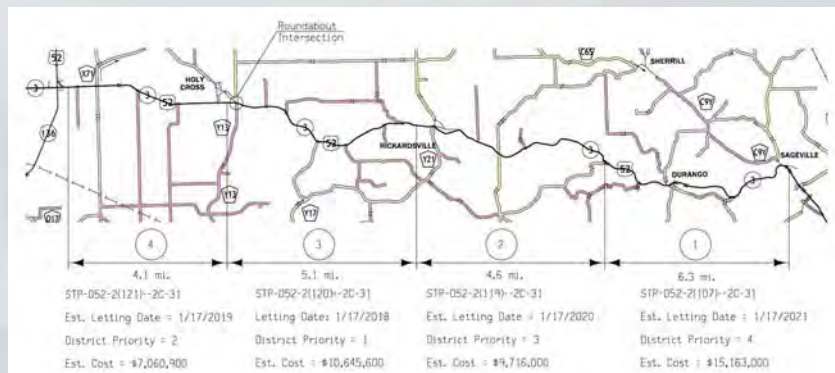 Roundabout
Intersection
52
X71
HOLY
CROSS
C65
SHERRILL
3
3
52
Y13
3
52
RICKARDSVILLE
Y21
C9Y
C9Y
SAGEVILLE
Y36
Y13
3
52
DURANGO
3
D17
Y17
4
3
2
1
4.1 mi.
5.1 mi.
4.6 mi.
6.3 mi.
STP-052-2(121)--2C-31
Est. Letting Date = 1/17/2019
District Priority = 2
Est. Cost = $7,060,900
STP-052-2(120)--2C-31
Letting Date: 1/17/2018
District Priority = 1
Est. Cost = $10,645,600
STP-052-2(119)--2C-31
Est. Letting Date = 1/17/2020
District Priority = 3
Est. Cost = $9,716,000
STP-052-2(107)--2C-31
Est. Letting Date : 1/17/2021
District Priority = 4
Est. Cost : $15,163,000